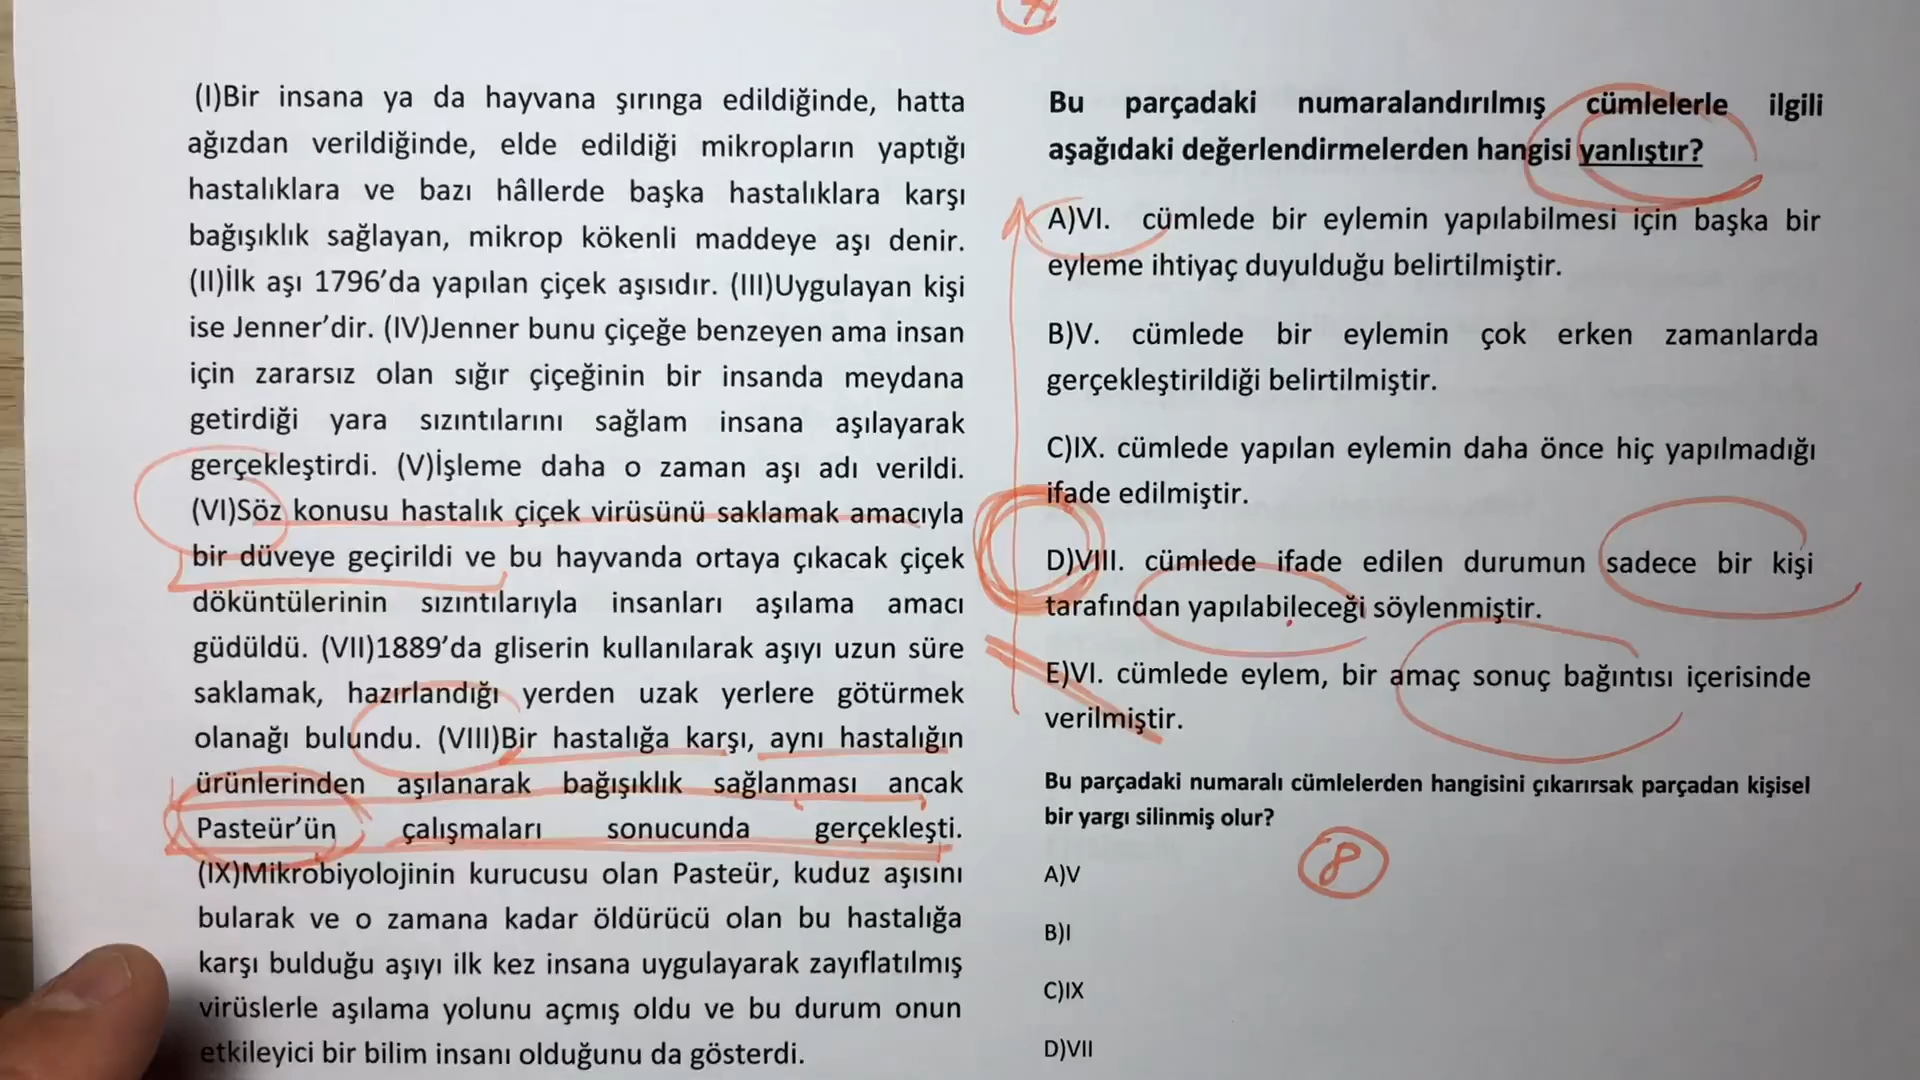 (I)Bir insana ya da hayvana şırınga edildiğinde, hatta
ağızdan verildiğinde, elde edildiği mikropların yaptığı
hastalıklara ve bazı hâllerde başka hastalıklara karşı
bağışıklık sağlayan, mikrop kökenli maddeye aşı denir.
(II)İlk aşı 1796’da yapılan çiçek aşısıdır. (III)Uygulayan kişi
ise Jenner’dir. (IV)Jenner bunu çiçeğe benzeyen ama insan
için zararsız olan sığır çiçeğinin bir insanda meydana
getirdiği yara sızıntılarını sağlam insana aşılayarak
gerçekleştirdi. (V)İşleme daha o zaman aşı adı verildi.
(VI)Söz konusu hastalık çiçek virüsünü saklamak amacıyla
bir düveye geçirildi ve bu hayvanda ortaya çıkacak çiçek
döküntülerinin sızıntılarıyla insanları aşılama amacı
güdüldü. (VII)1889’da gliserin kullanılarak aşıyı uzun süre
saklamak, hazırlandığı yerden uzak yerlere götürmek
olanağı bulundu. (VIII)Bir hastalığa karşı, aynı hastalığın
ürünlerinden aşılanarak bağışıklık sağlanması ancak
Pasteür’ün çalışmaları sonucunda gerçekleşti.
(IX)Mikrobiyolojinin kurucusu olan Pasteür, kuduz aşısını
bularak ve o zamana kadar öldürücü olan bu hastalığa
karşı bulduğu aşıyı ilk kez insana uygulayarak zayıflatılmış
virüslerle aşılama yolunu açmış oldu ve bu durum onun
etkileyici bir bilim insanı olduğunu da gösterdi.
Bu parçadaki numaralandırılmış cümlelerle ilgili
aşağıdaki değerlendirmelerden hangisi yanlıştır?
A)VI. cümlede bir eylemin yapılabilmesi için başka bir
eyleme ihtiyaç duyulduğu belirtilmiştir.
B)V. cümlede bir eylemin çok erken zamanlarda
gerçekleştirildiği belirtilmiştir.
C)IX. cümlede yapılan eylemin daha önce hiç yapılmadığı
ifade edilmiştir.
D)VIII. cümlede ifade edilen durumun sadece bir kişi
tarafından yapılabileceği söylenmiştir.
E)VI. cümlede eylem, bir amaç sonuç bağıntısı içerisinde
verilmiştir.
Bu parçadaki numaralı cümlelerden hangisini çıkarırsak parçadan kişisel
bir yargı silinmiş olur?
8
A)V
B)I
C)IX
D)VII